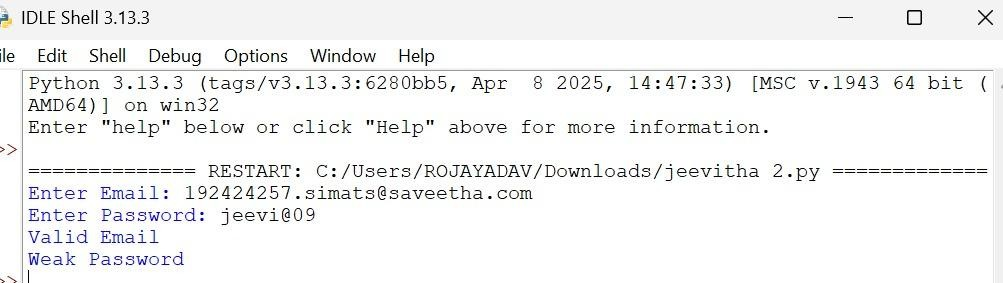 IDLE Shell 3.13.3
ile Edit Shell Debug Options Window Help
Python 3.13.3 (tags/v3.13.3:6280bb5, Apr  8 2025, 14:47:33) [MSC v.1943 64 bit (
AMD64)] on win32
Enter "help" below or click "Help" above for more information.
>>
============== RESTART: C:/Users/ROJAYADAV/Downloads/jeevitha 2.py =============
Enter Email: 192424257.simats@saveetha.com
Enter Password: jeevi@09
Valid Email
Weak Password
>>